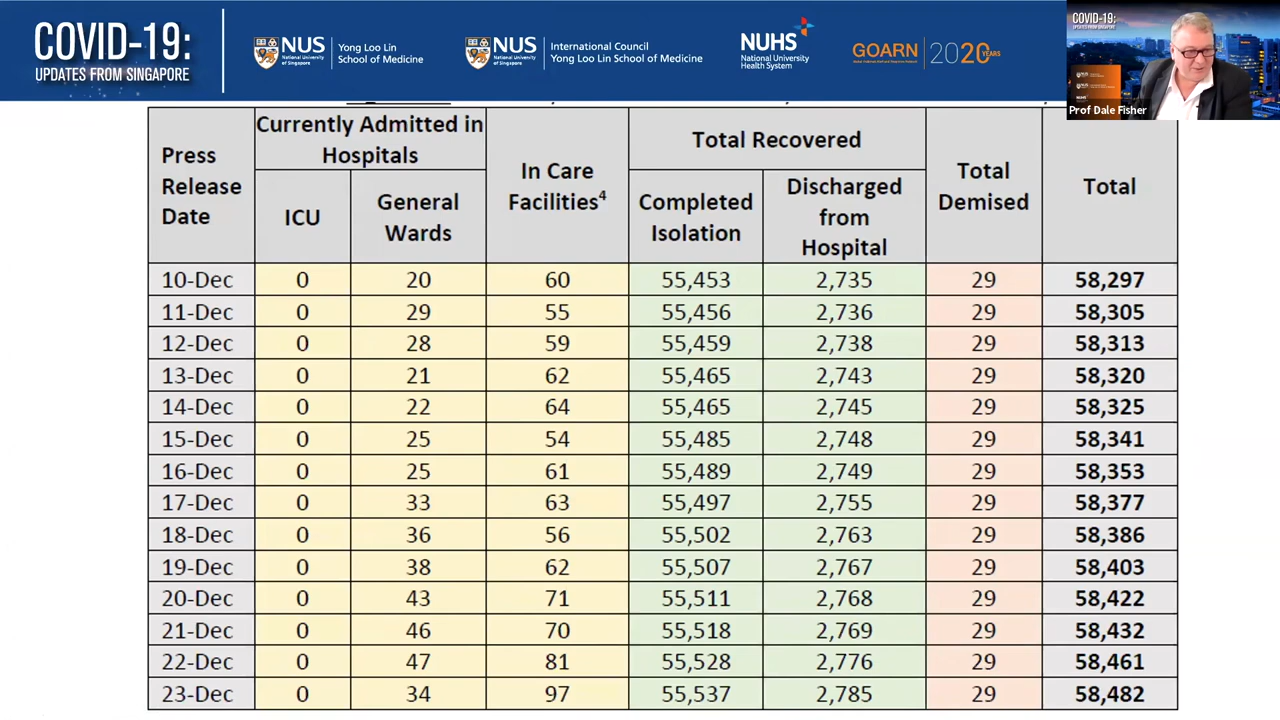 COVID-19:
UPDATES FROM SINGAPORE
NUS
National University
of Singapore
Yong Loo Lin
School of Medicine
NUS
National University
of Singapore
International Council
Yong Loo Lin School of Medicine
NUHS
National University
Health System
GOARN
2020 YEARS
COVID-19:
Prof Dale Fisher
Press Release Date
Currently Admitted in Hospitals
In Care Facilities4
Total Recovered
Total Demised
Total
ICU
General Wards
Completed Isolation
Discharged from Hospital
10-Dec 0 20 60 55,453 2,735 29 58,297
11-Dec 0 29 55 55,456 2,736 29 58,305
12-Dec 0 28 59 55,459 2,738 29 58,313
13-Dec 0 21 62 55,465 2,743 29 58,320
14-Dec 0 22 64 55,465 2,745 29 58,325
15-Dec 0 25 54 55,485 2,748 29 58,341
16-Dec 0 25 61 55,489 2,749 29 58,353
17-Dec 0 33 63 55,497 2,755 29 58,377
18-Dec 0 36 56 55,502 2,763 29 58,386
19-Dec 0 38 62 55,507 2,767 29 58,403
20-Dec 0 43 71 55,511 2,768 29 58,422
21-Dec 0 46 70 55,518 2,769 29 58,432
22-Dec 0 47 81 55,528 2,776 29 58,461
23-Dec 0 34 97 55,537 2,785 29 58,482